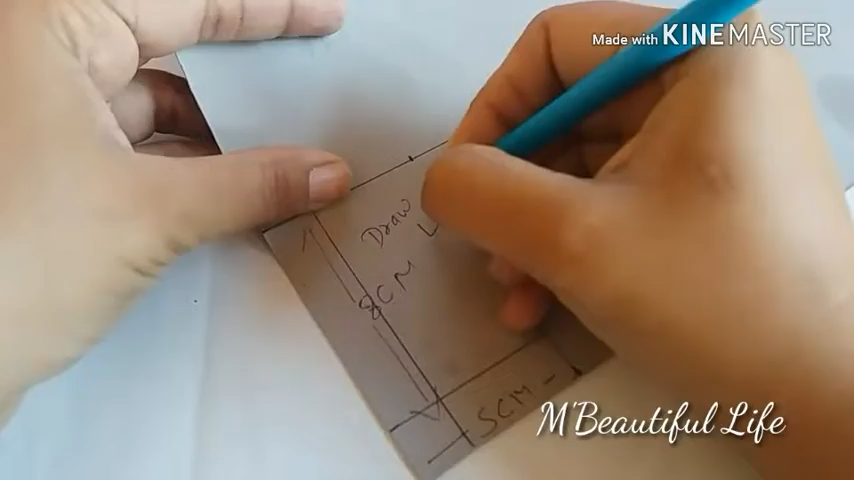 Made with KINEMASTER
Draw
L
8CM
5CM -
M'Beautiful Life